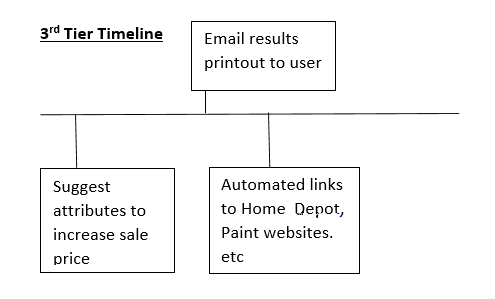 3rd Tier Timeline
Email results
printout to user
Suggest
attributes to
increase sale
price
Automated links
to Home Depot,
Paint websites.
etc